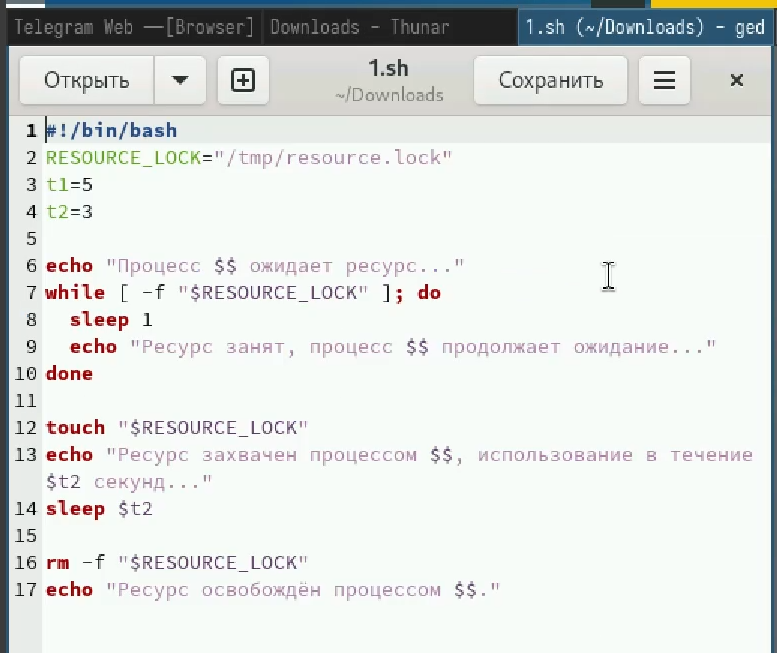 Telegram Web —[Browser] Downloads - Thunar 1.sh (~/Downloads) - ged
Открыть 1.sh Сохранить
~/Downloads
1 #!/bin/bash
2 RESOURCE_LOCK="/tmp/resource.lock"
3 t1=5
4 t2=3
5
6 echo "Процесс $$ ожидает ресурс..."
7 while [ -f "$RESOURCE_LOCK" ]; do
8   sleep 1
9   echo "Ресурс занят, процесс $$ продолжает ожидание..."
10 done
11
12 touch "$RESOURCE_LOCK"
13 echo "Ресурс захвачен процессом $$, использование в течение
$t2 секунд..."
14 sleep $t2
15
16 rm -f "$RESOURCE_LOCK"
17 echo "Ресурс освобождён процессом $$."